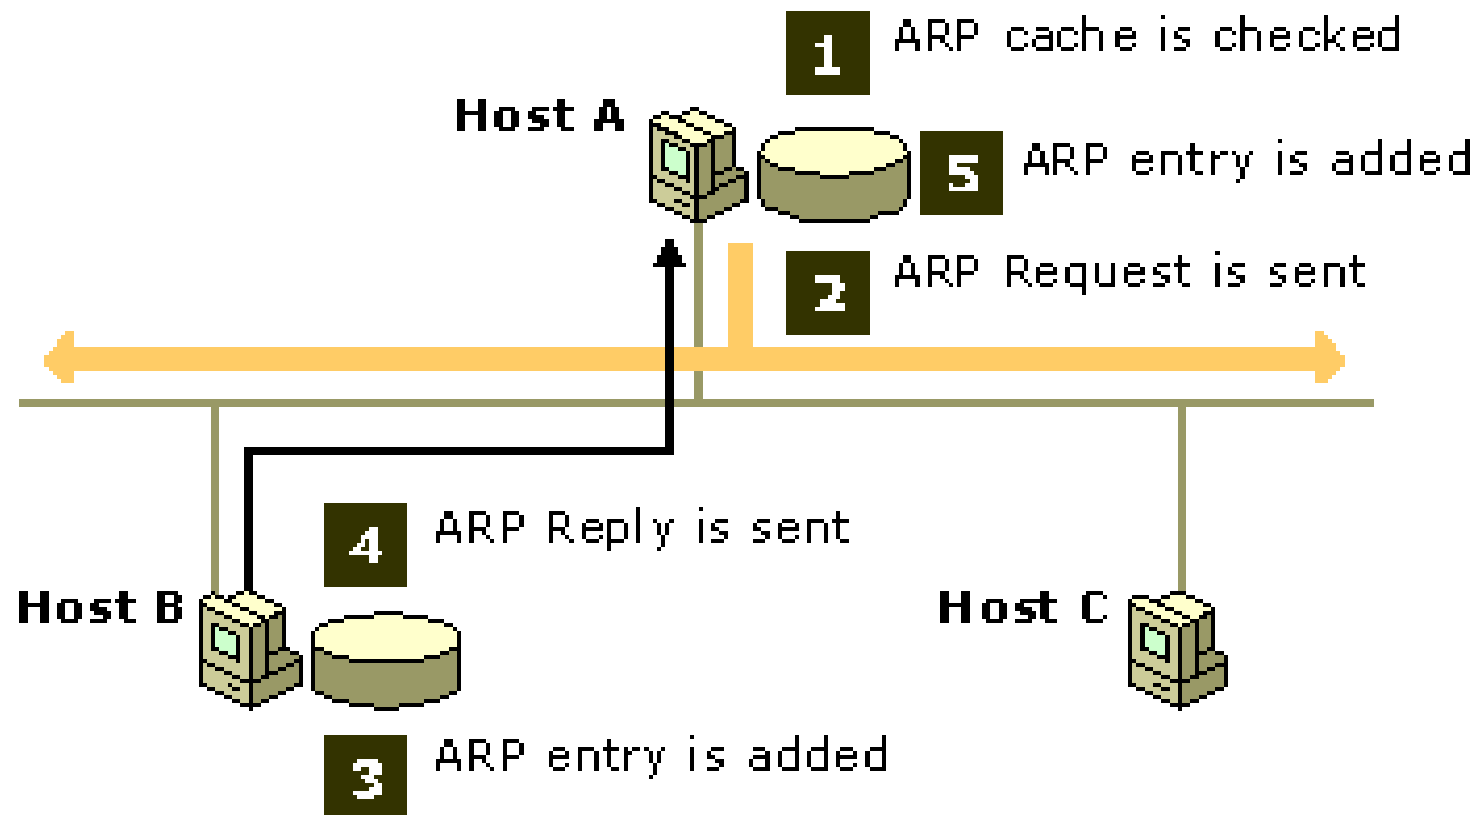 1 ARP cache is checked
Host A
5 ARP entry is added
2 ARP Request is sent
4 ARP Reply is sent
Host B
Host C
3 ARP entry is added